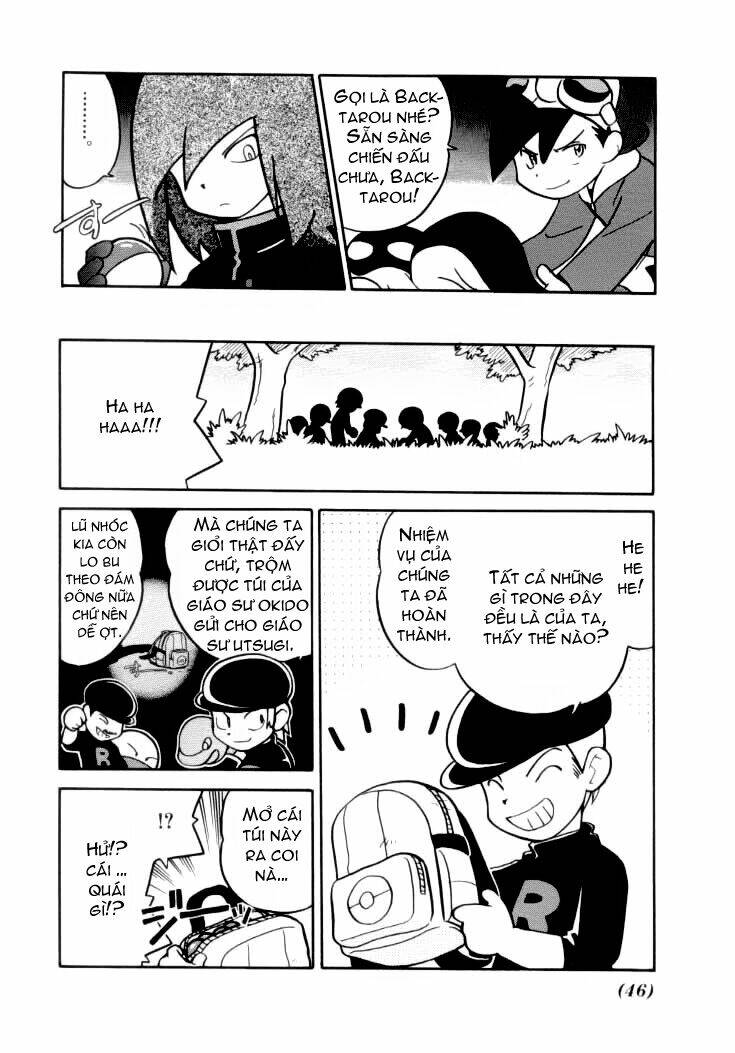 GỌI LÀ BACK-
TAROU NHÉ?
SẴN SÀNG
CHIẾN ĐẤU
CHƯA, BACK-
TAROU!
.........。
すー
HA HA
HAAA!!!
HE
HE
HE!
TẤT CẢ NHỮNG
GÌ TRONG ĐÂY
ĐỀU LÀ CỦA TA,
THẤY THẾ NÀO?
NHIỆM
VỤ CỦA
CHÚNG
TA ĐÃ
HOÀN
THÀNH.
R
MÀ CHÚNG TA
GIỎI THẬT ĐẤY
CHỨ, TRỘM
ĐƯỢC TÚI CỦA
GIÁO SƯ OKIDO
GỬI CHO GIÁO
SƯ UTSUGI.
LŨ NHÓC
KIA CÒN
LO BU
THEO ĐÁM
ĐÔNG NỮA
CHỨ NÊN
DỄ ỢT.
R
MỞ CÁI
TÚI NÀY
RA COI
NÀ...
!?
HỬ!?
CÁI ...
QUÁI
GÌ!?
(46)